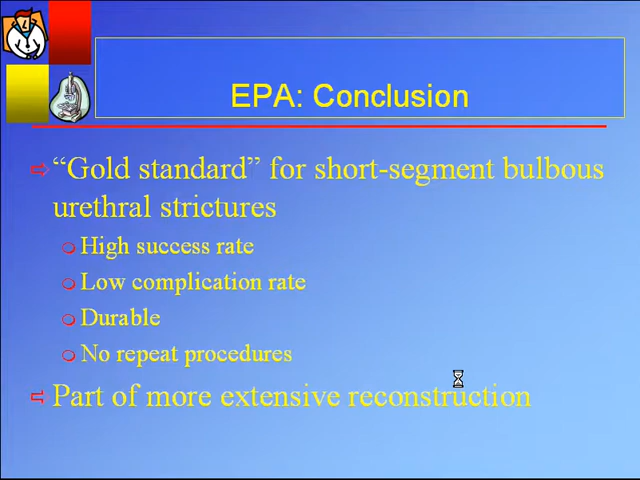 EPA: Conclusion
“Gold standard” for short-segment bulbous
urethral strictures
High success rate
Low complication rate
Durable
No repeat procedures
Part of more extensive reconstruction